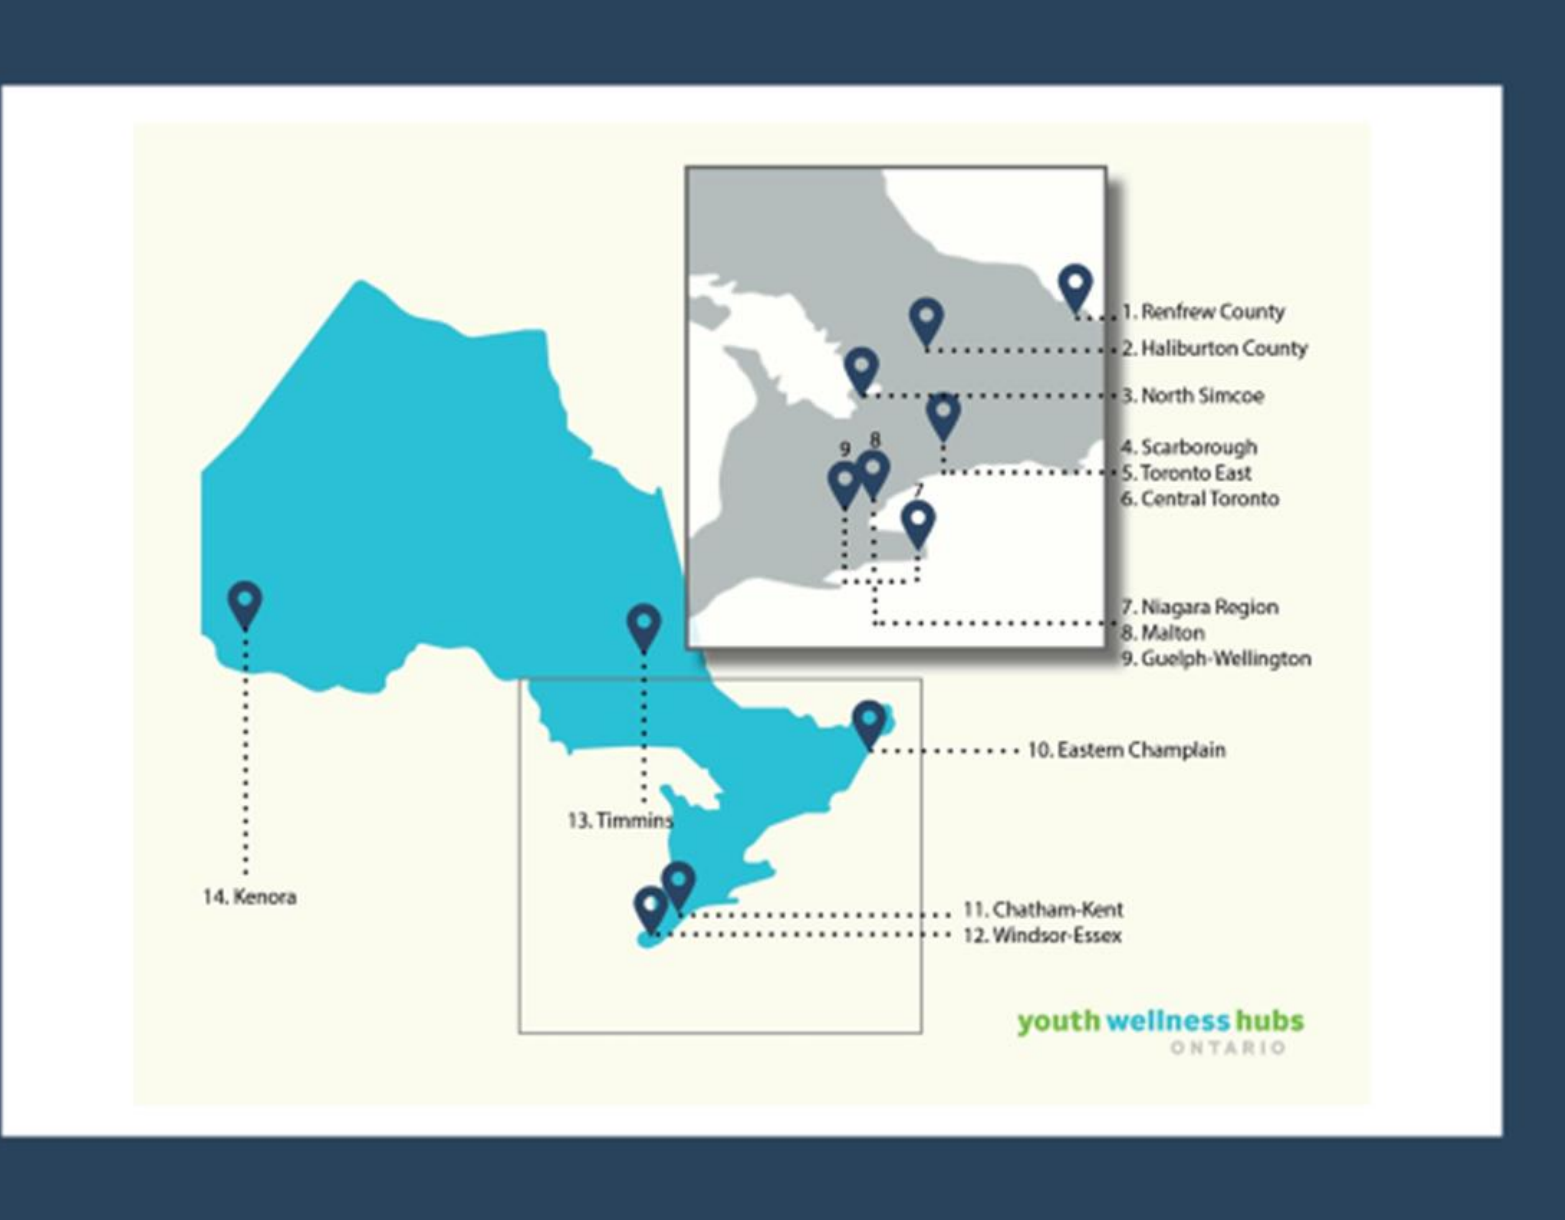 1. Renfrew County
2. Haliburton County
3. North Simcoe
4. Scarborough
5. Toronto East
6. Central Toronto
9
8
7
7. Niagara Region
8. Malton
9. Guelph-Wellington
10. Eastern Champlain
13. Timmins
14. Kenora
11. Chatham-Kent
12. Windsor-Essex
youth wellness hubs
ONTARIO